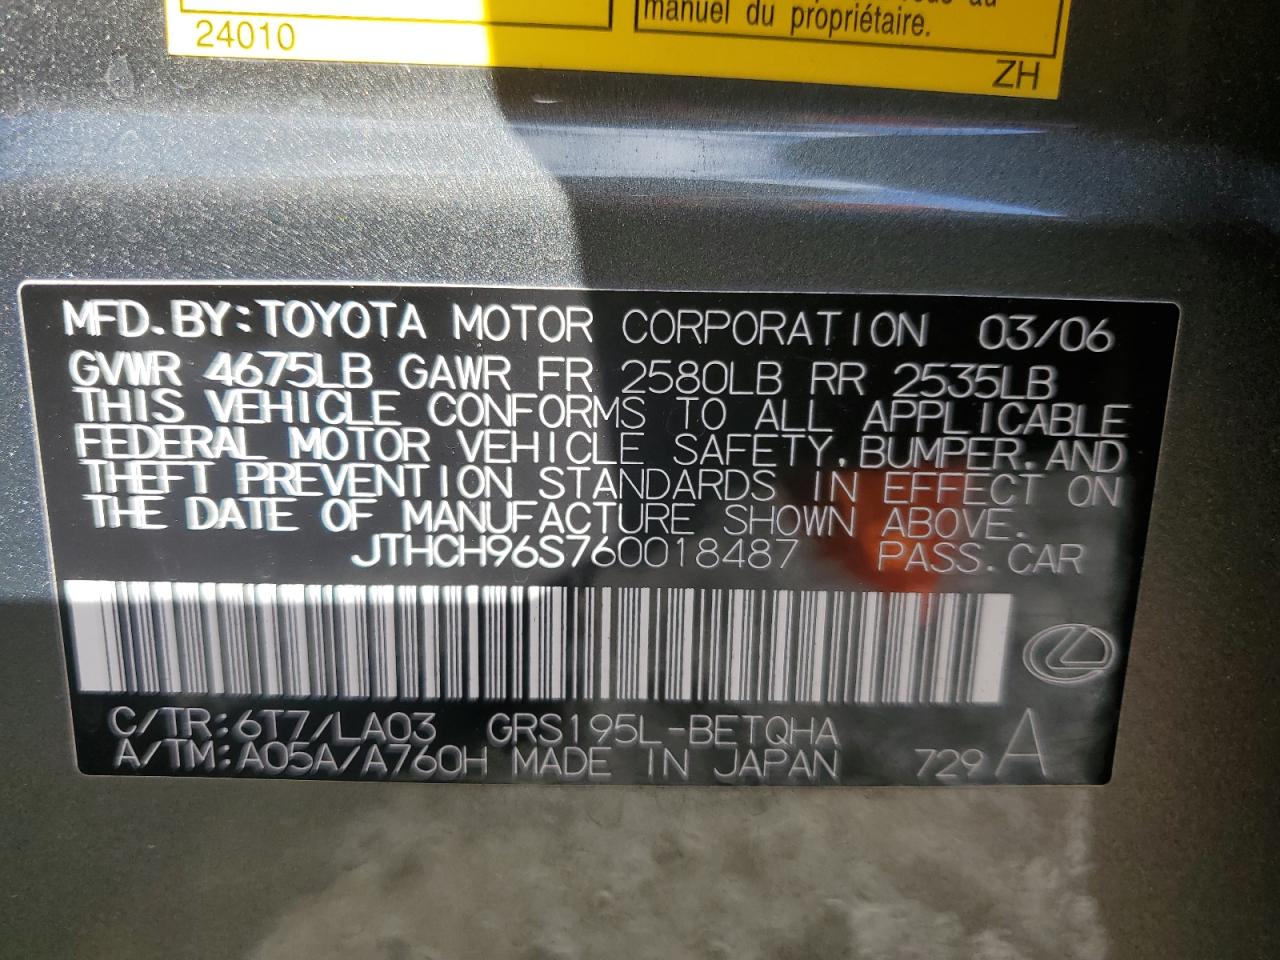 manuel du propriétaire.
24010
ZH
MFD. BY: TOYOTA MOTOR CORPORATION 03/06
GVWR 4675LB GAWR FR 2580LB RR 2535LB
THIS VEHICLE CONFORMS TO ALL APPLICABLE
FEDERAL MOTOR VEHICLE SAFETY, BUMPER, AND
THEFT PREVENTION STANDARDS IN EFFECT ON
THE DATE OF MANUFACTURE SHOWN ABOVE.
JTHCH96S760018487 PASS. CAR
C/TR: 6T7/LA03 GRS195L-BETQHA
A/TM: A05A/A760H MADE IN JAPAN 729 A